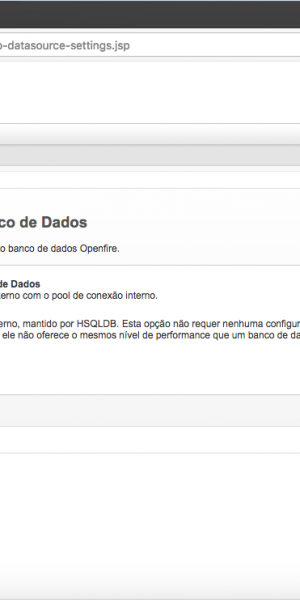 -datasource-settings.jsp
co de Dados
o banco de dados Openfire.
de Dados
erno com o pool de conexão interno.
erno, mantido por HSQLDB. Esta opção não requer nenhuma configur
ele não oferece o mesmos nível de performance que um banco de da